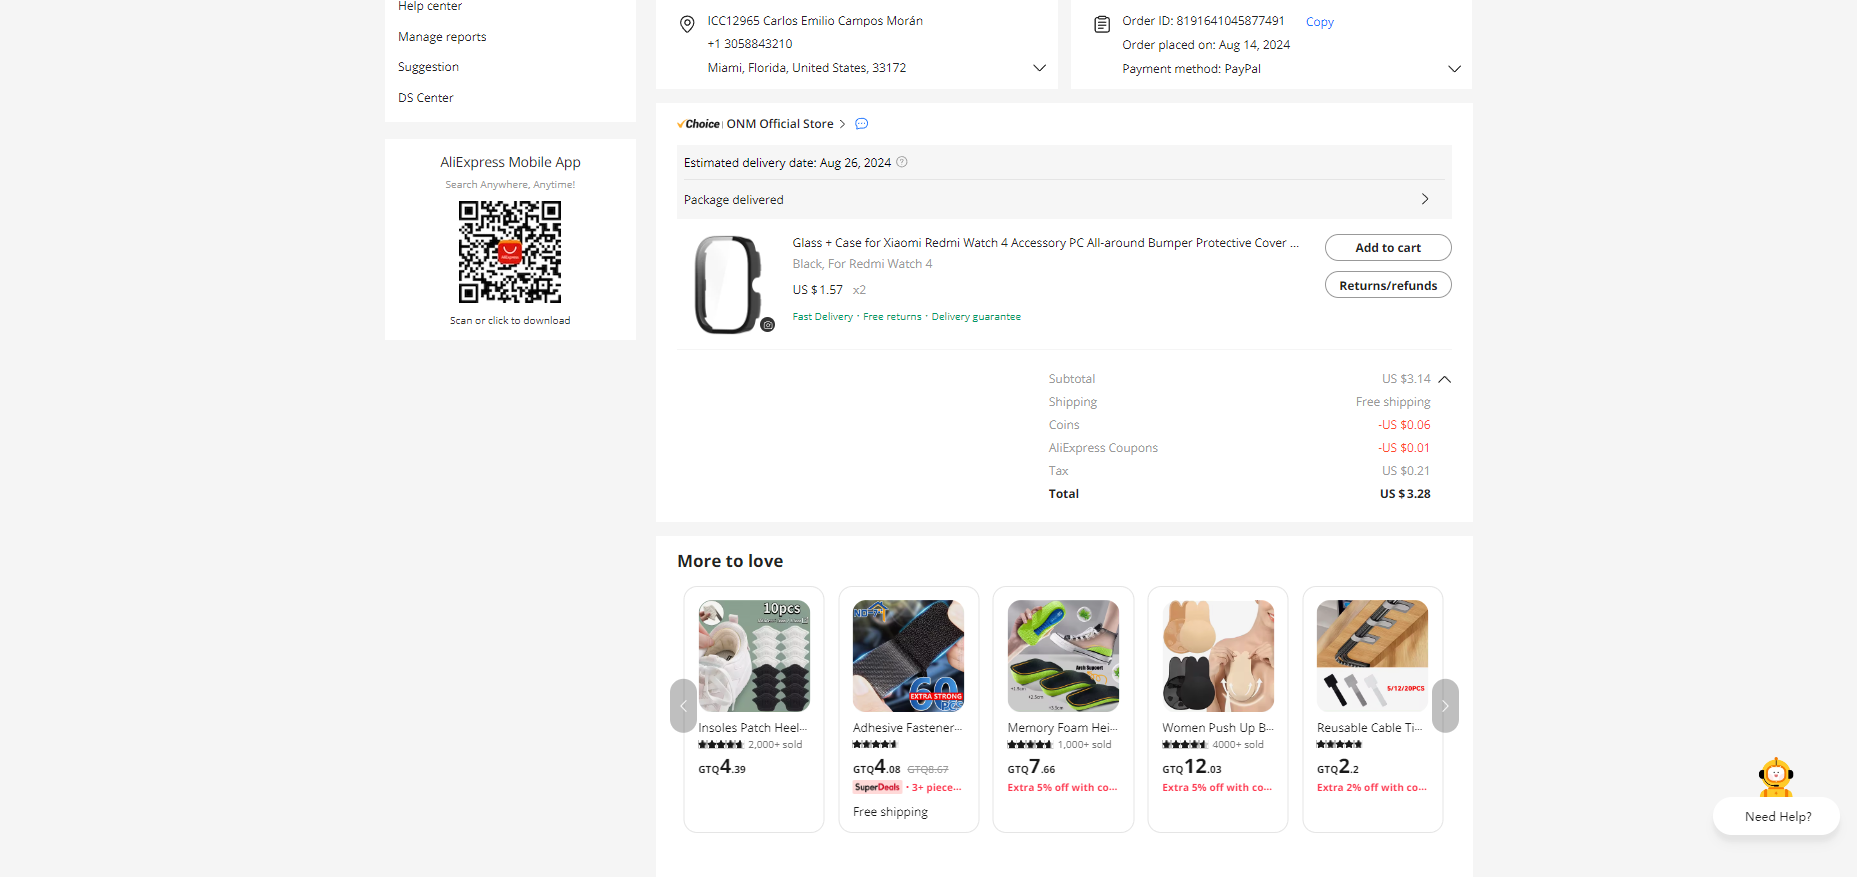 Help center
Manage reports
Suggestion
DS Center
AliExpress Mobile App
Search Anywhere, Anytime!
AliExpress
Scan or click to download
ICC12965 Carlos Emilio Campos Morán
+1 3058843210
Miami, Florida, United States, 33172
Order ID: 8191641045877491 Copy
Order placed on: Aug 14, 2024
Payment method: PayPal
Choice | ONM Official Store
Estimated delivery date: Aug 26, 2024
Package delivered
Glass + Case for Xiaomi Redmi Watch 4 Accessory PC All-around Bumper Protective Cover ...
Black, For Redmi Watch 4
US $1.57 x2
Fast Delivery · Free returns · Delivery guarantee
Add to cart
Returns/refunds
Subtotal US $3.14
Shipping Free shipping
Coins -US $0.06
AliExpress Coupons -US $0.01
Tax US $0.21
Total US $3.28
More to love
10pcs
Insoles Patch Heel...
2,000+ sold
GTQ4.39
EXTRA STRONG
60
PCS
Adhesive Fastener...
GTQ4.08 GTQ8.67
SuperDeals · 3+ piece...
Free shipping
Arch Support
Memory Foam Hei...
1,000+ sold
GTQ7.66
Extra 5% off with co...
Women Push Up B...
4000+ sold
GTQ12.03
Extra 5% off with co...
5/12/20PCS
Reusable Cable Ti...
GTQ2.2
Extra 2% off with co...
Need Help?